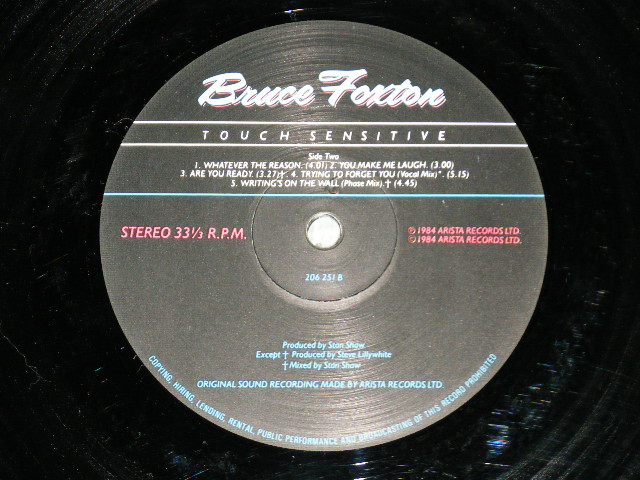 Bruce Foxton
TOUCH SENSITIVE
Side Two
1. WHATEVER THE REASON. (4.01) 2. YOU MAKE ME LAUGH. (3.00)
3. ARE YOU READY. (3.27)†. 4. TRYING TO FORGET YOU (Vocal Mix)*. (5.15)
5. WRITING'S ON THE WALL (Phase Mix). † (4.45)
STEREO 33⅓ R.P.M.
℗ 1984 ARISTA RECORDS LTD.
© 1984 ARISTA RECORDS LTD.
206 251 B
Produced by Stan Shaw
Except † Produced by Steve Lillywhite
†Mixed by Stan Shaw
ORIGINAL SOUND RECORDING MADE BY ARISTA RECORDS LTD
COPYING, HIRING, LENDING, RENTAL, PUBLIC PERFORMANCE AND BROADCASTING OF THIS RECORD PROHIBITED